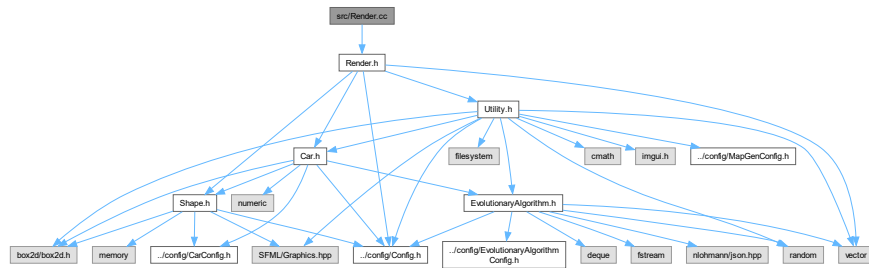 src/Render.cc
Render.h
Utility.h
Car.h
filesystem
cmath
imgui.h
../config/MapGenConfig.h
Shape.h
numeric
EvolutionaryAlgorithm.h
box2d/box2d.h
memory
../config/CarConfig.h
SFML/Graphics.hpp
../config/Config.h
../config/EvolutionaryAlgorithm
Config.h
deque
fstream
nlohmann/json.hpp
random
vector